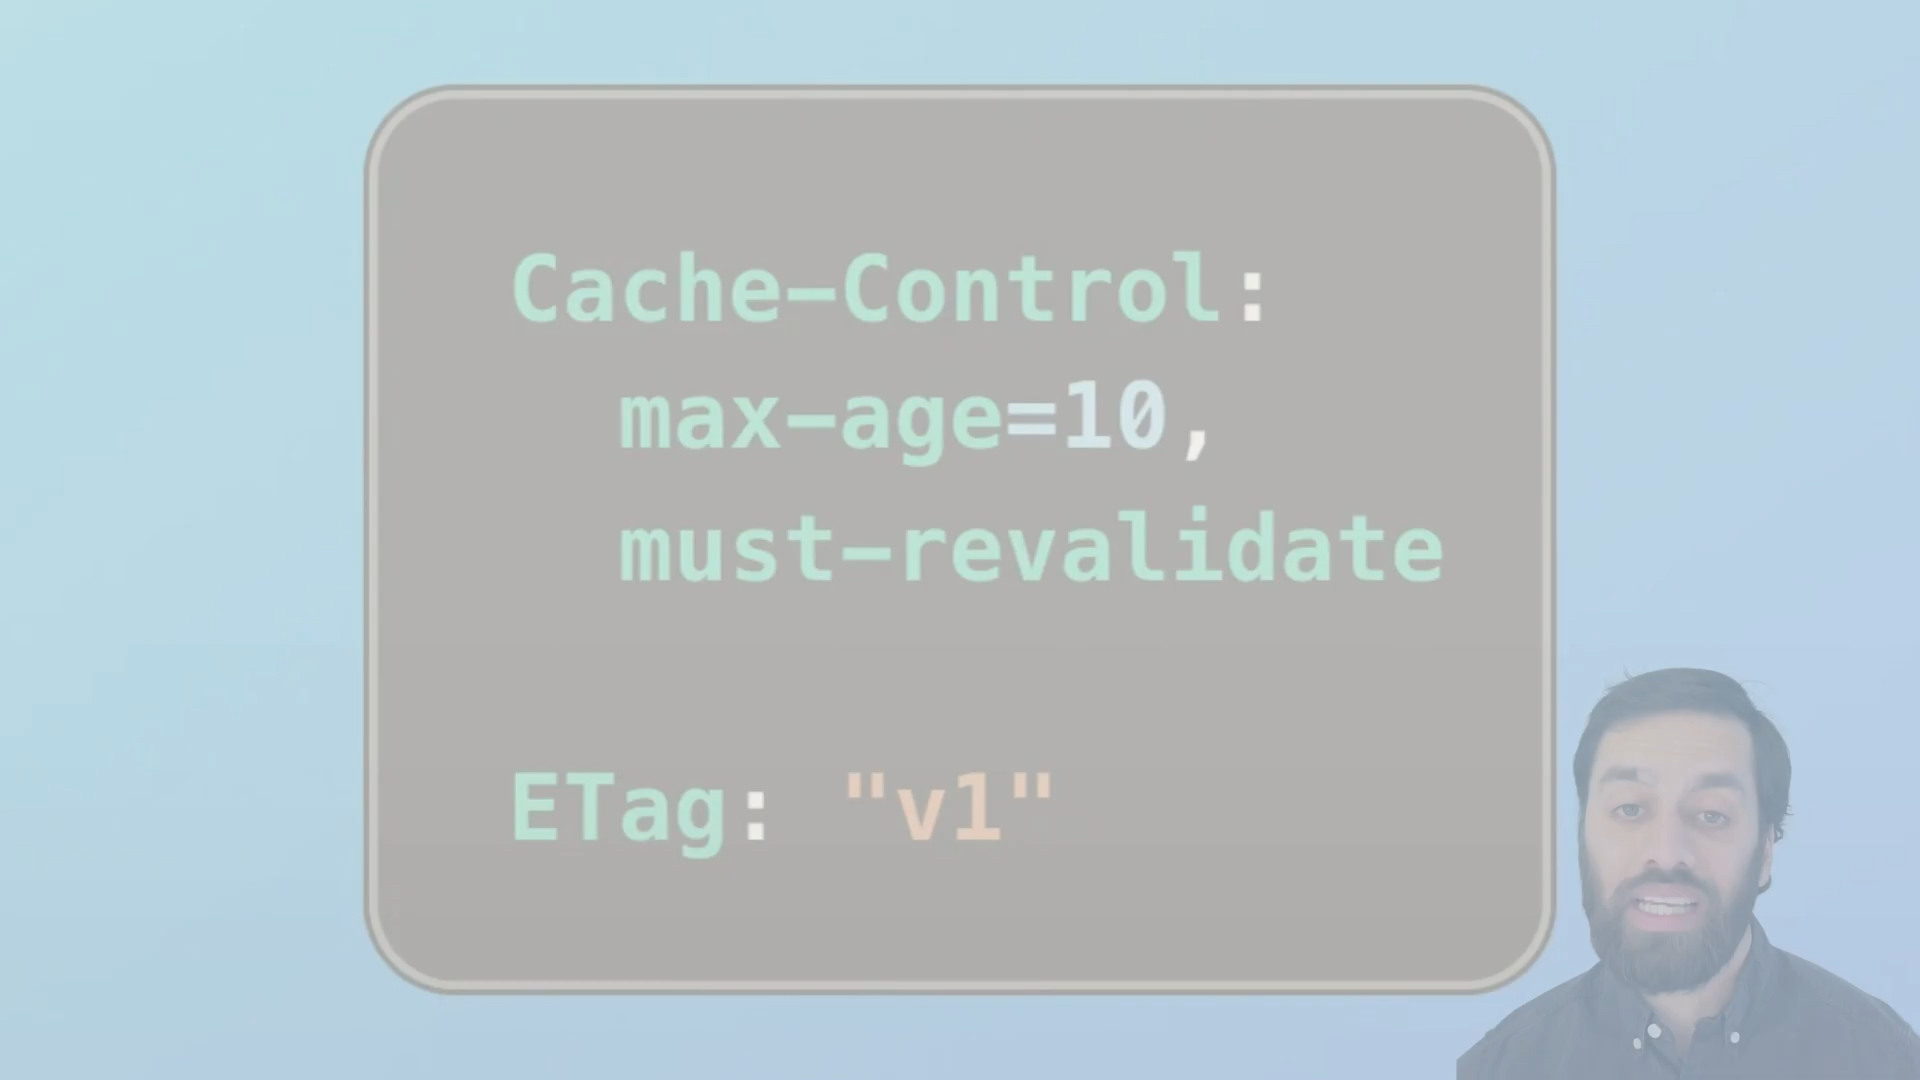 Cache-Control:
max-age=10,
must-revalidate
ETag: "v1"